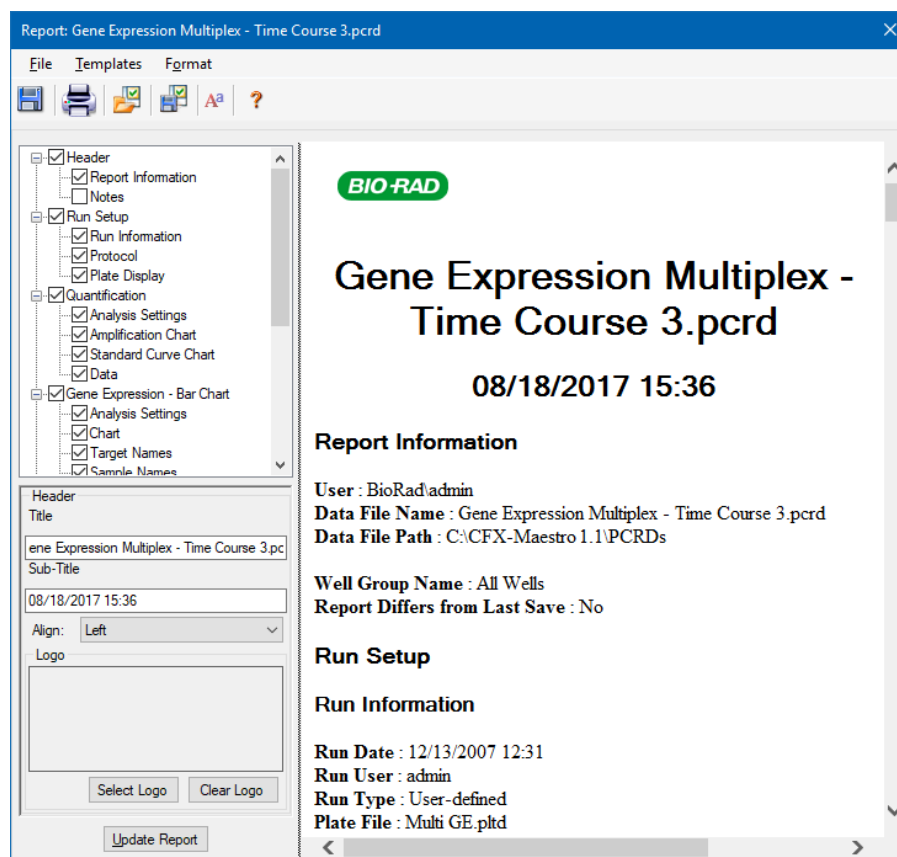 Report: Gene Expression Multiplex - Time Course 3.pcrd
File Templates Format
Aa ?
Header
Report Information
Notes
Run Setup
Run Information
Protocol
Plate Display
Quantification
Analysis Settings
Amplification Chart
Standard Curve Chart
Data
Gene Expression - Bar Chart
Analysis Settings
Chart
Target Names
Sample Names
Header
Title
ene Expression Multiplex - Time Course 3.pc
Sub-Title
08/18/2017 15:36
Align: Left
Logo
Select Logo Clear Logo
Update Report
BIO-RAD
Gene Expression Multiplex -
Time Course 3.pcrd
08/18/2017 15:36
Report Information
User : BioRad\admin
Data File Name : Gene Expression Multiplex - Time Course 3.pcrd
Data File Path : C:\CFX-Maestro 1.1\PCRDs
Well Group Name : All Wells
Report Differs from Last Save : No
Run Setup
Run Information
Run Date : 12/13/2007 12:31
Run User : admin
Run Type : User-defined
Plate File : Multi GE.pltd